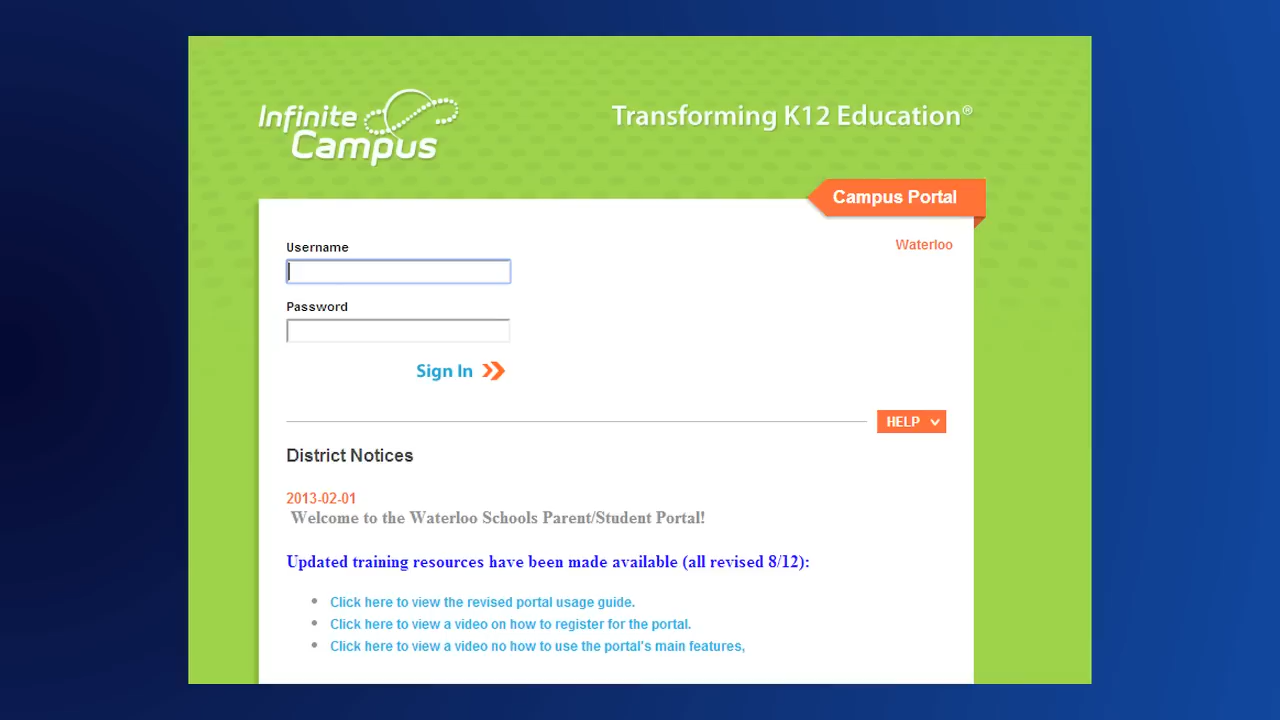 Infinite
Campus
Transforming K12 Education®
Campus Portal
Username
Waterloo
Password
Sign In
HELP
District Notices
2013-02-01
Welcome to the Waterloo Schools Parent/Student Portal!
Updated training resources have been made available (all revised 8/12):
Click here to view the revised portal usage guide.
Click here to view a video on how to register for the portal.
Click here to view a video no how to use the portal's main features,